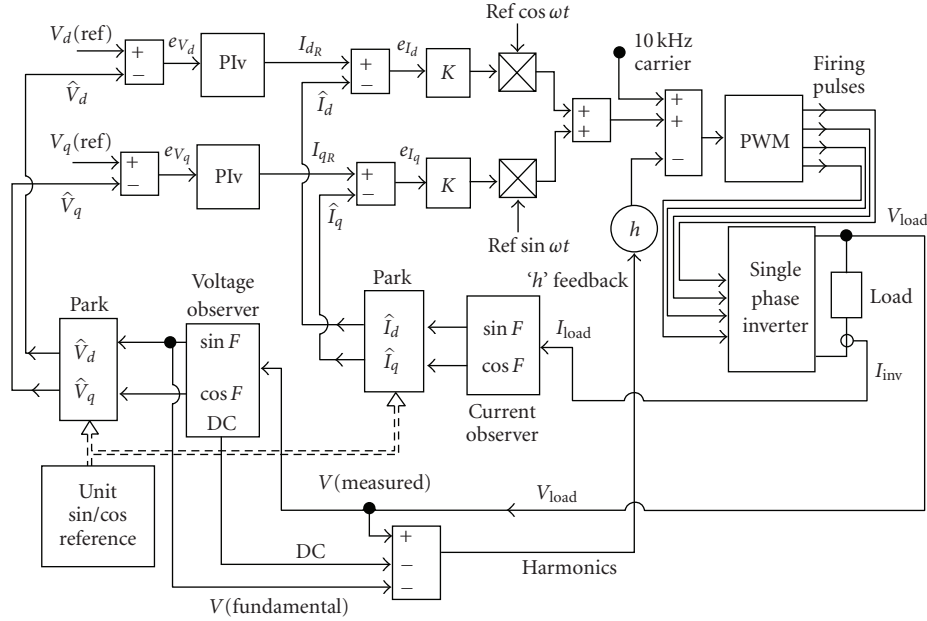 Ref cos ωt
V_d(ref)
e_{V_d}
I_{d_R}
e_{I_d}
10 kHz
carrier
Firing
pulses
+
−
PIv
+
−
K
V̂_d
Î_d
+
+
+
+
−
PWM
V_q(ref)
e_{V_q}
I_{q_R}
e_{I_q}
+
−
PIv
+
−
K
V̂_q
Î_q
Ref sin ωt
h
V_load
'h' feedback
Single
phase
inverter
Load
Voltage
observer
Park
Park
sin F
cos F
DC
V̂_d
V̂_q
Î_d
Î_q
sin F
cos F
I_load
I_inv
Current
observer
Unit
sin/cos
reference
V(measured)
V_load
+
−
−
DC
Harmonics
V(fundamental)